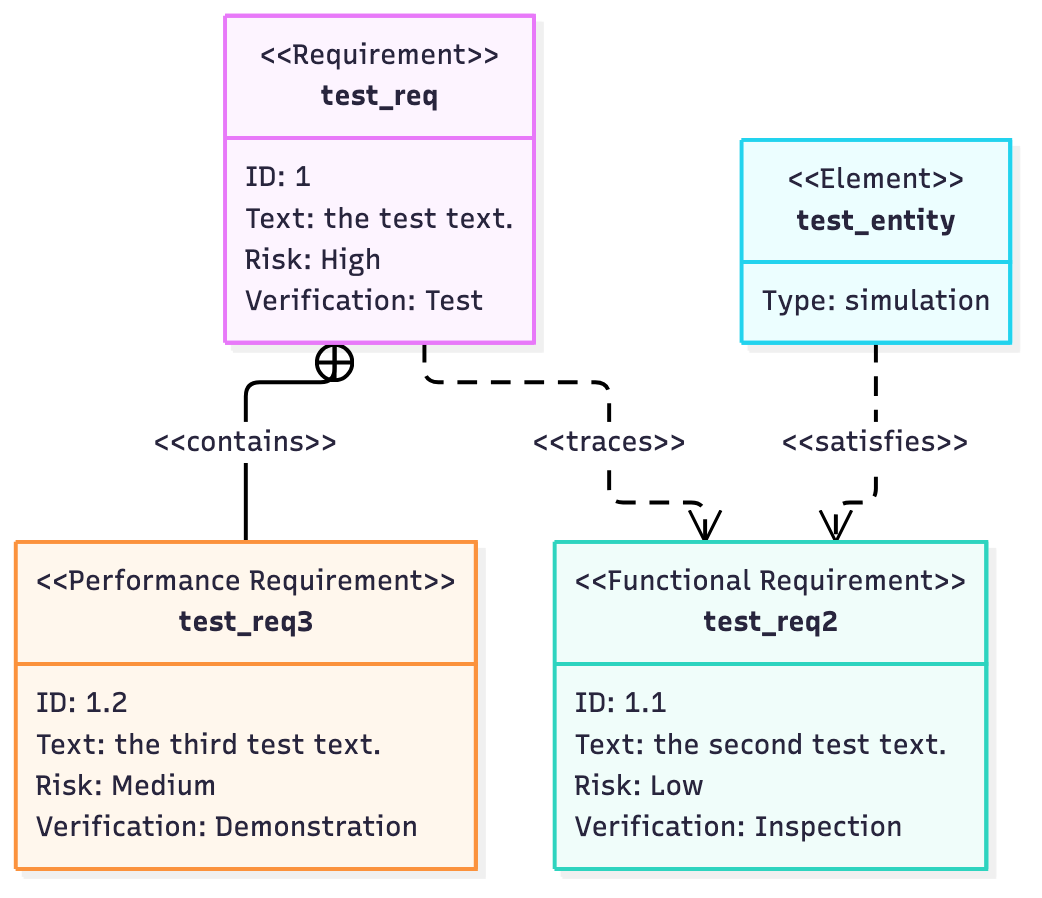 <<Requirement>>
test_req
ID: 1
Text: the test text.
Risk: High
Verification: Test
<<Element>>
test_entity
Type: simulation
<<contains>>
<<traces>>
<<satisfies>>
<<Performance Requirement>>
test_req3
ID: 1.2
Text: the third test text.
Risk: Medium
Verification: Demonstration
<<Functional Requirement>>
test_req2
ID: 1.1
Text: the second test text.
Risk: Low
Verification: Inspection